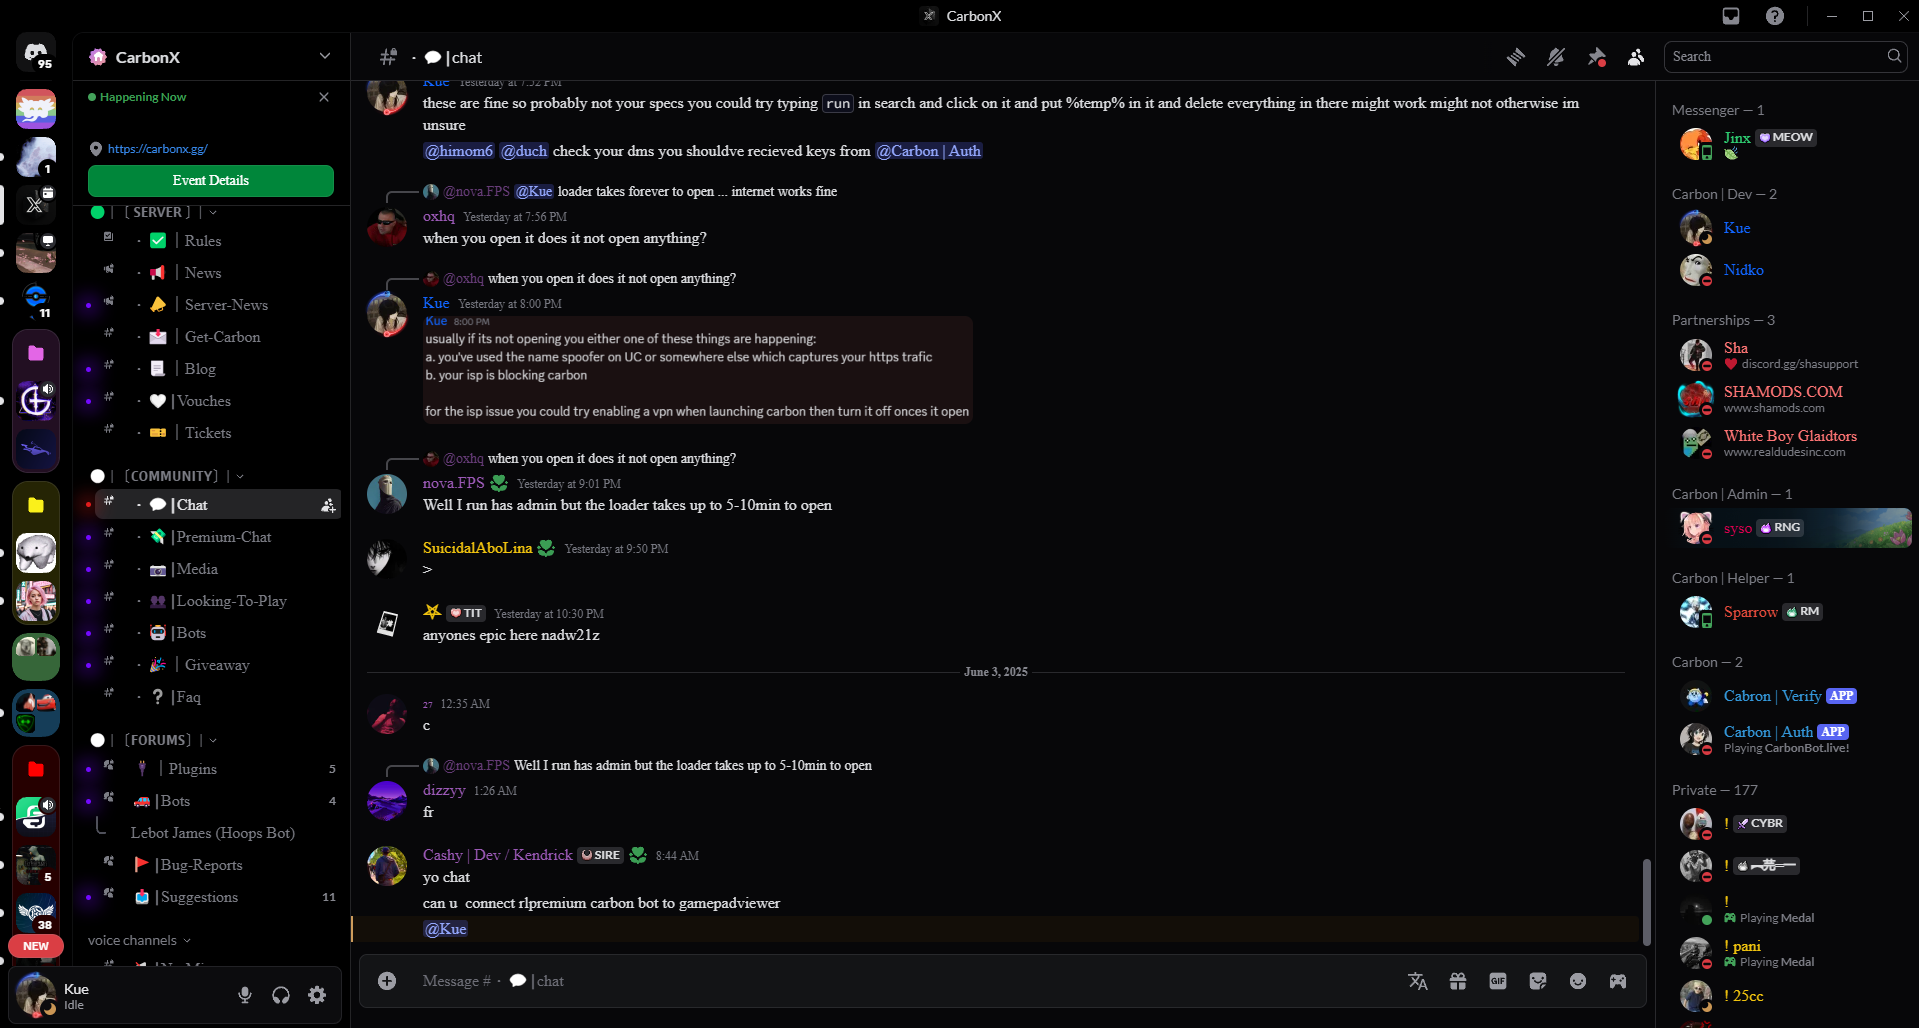 CarbonX
95
CarbonX
Happening Now
https://carbonx.gg/
Event Details
| [ SERVER ] |
· ✅ | Rules
· 📢 | News
· 📣 | Server-News
· 📩 | Get-Carbon
· 📃 | Blog
· 🤍 | Vouches
· 🎫 | Tickets
| [COMMUNITY] |
· 💬 |Chat
· 💸 |Premium-Chat
· 📷 |Media
· 👥 |Looking-To-Play
· 🤖 |Bots
· 🎉 | Giveaway
· ❔ |Faq
| [FORUMS] |
| Plugins 5
🚗 |Bots 4
Lebot James (Hoops Bot)
🚩 |Bug-Reports
📩 |Suggestions 11
voice channels
1
11
5
38
NEW
Kue
Idle
· 💬 |chat
Search
Kue Yesterday at 7:52 PM
these are fine so probably not your specs you could try typing run in search and click on it and put %temp% in it and delete everything in there might work might not otherwise im
unsure
@himom6 @duch check your dms you shouldve recieved keys from @Carbon | Auth
@nova.FPS @Kue loader takes forever to open ... internet works fine
oxhq Yesterday at 7:56 PM
when you open it does it not open anything?
@oxhq when you open it does it not open anything?
Kue Yesterday at 8:00 PM
Kue 8:00 PM
usually if its not opening you either one of these things are happening:
a. you've used the name spoofer on UC or somewhere else which captures your https trafic
b. your isp is blocking carbon
for the isp issue you could try enabling a vpn when launching carbon then turn it off onces it open
@oxhq when you open it does it not open anything?
nova.FPS Yesterday at 9:01 PM
Well I run has admin but the loader takes up to 5-10min to open
SuicidalAboLina Yesterday at 9:50 PM
>
TIT Yesterday at 10:30 PM
anyones epic here nadw21z
June 3, 2025
27 12:35 AM
c
@nova.FPS Well I run has admin but the loader takes up to 5-10min to open
dizzyy 1:26 AM
fr
Cashy | Dev / Kendrick SIRE 8:44 AM
yo chat
can u  connect rlpremium carbon bot to gamepadviewer
@Kue
Message # · 💬 |chat
GIF
Messenger — 1
Jinx MEOW
Carbon | Dev — 2
Kue
Nidko
Partnerships — 3
Sha
❤️ discord.gg/shasupport
SHAMODS.COM
www.shamods.com
White Boy Glaidtors
www.realdudesinc.com
Carbon | Admin — 1
syso RNG
Carbon | Helper — 1
Sparrow RM
Carbon — 2
Cabron | Verify APP
Carbon | Auth APP
Playing CarbonBot.live!
Private — 177
! CYBR
!
!
Playing Medal
! pani
Playing Medal
! 25cc